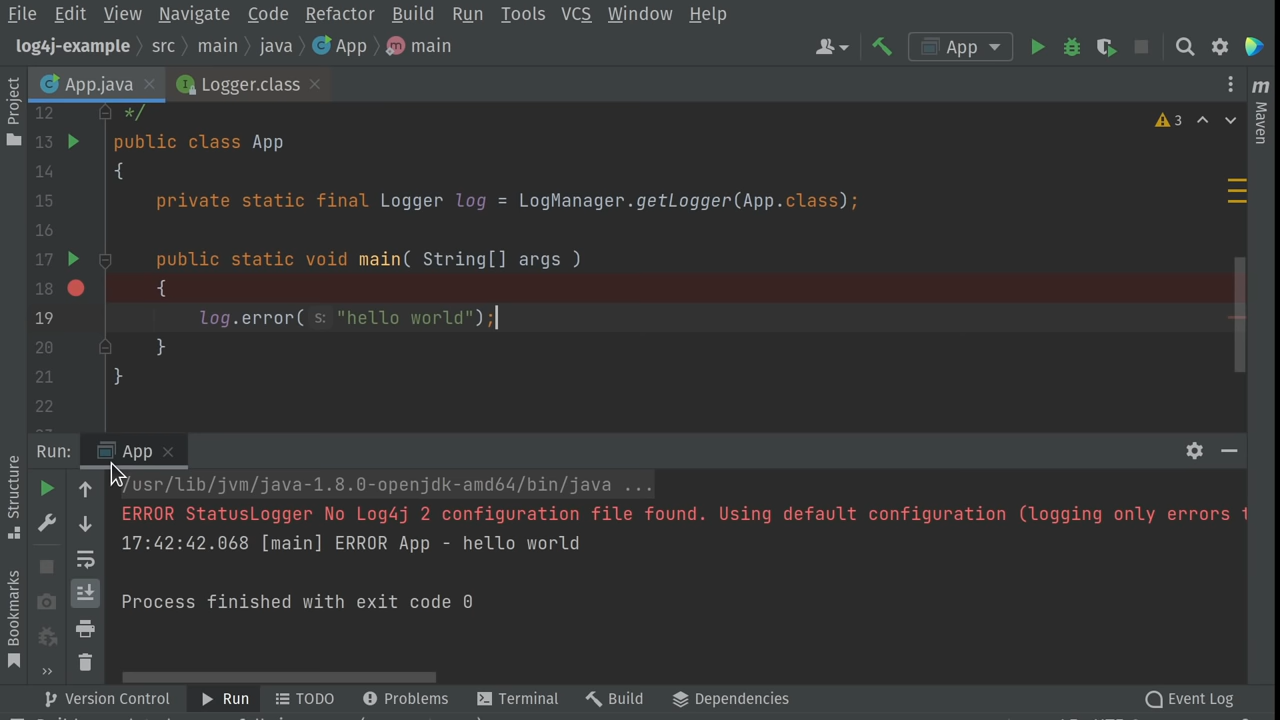 File Edit View Navigate Code Refactor Build Run Tools VCS Window Help
log4j-example src main java App main App
Project App.java Logger.class m Maven
12 */ 3
13 public class App
14 {
15 private static final Logger log = LogManager.getLogger(App.class);
16
17 public static void main( String[] args )
18 {
19 log.error( s: "hello world");
20 }
21 }
22
Run: App
Structure
Bookmarks
/usr/lib/jvm/java-1.8.0-openjdk-amd64/bin/java ...
ERROR StatusLogger No Log4j 2 configuration file found. Using default configuration (logging only errors
17:42:42.068 [main] ERROR App - hello world
Process finished with exit code 0
Version Control Run TODO Problems Terminal Build Dependencies Event Log